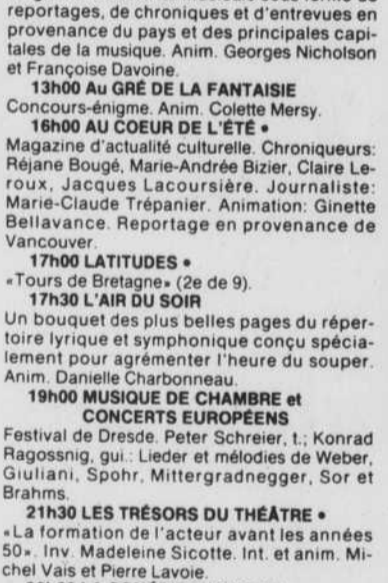 reportages, de chroniques et d'entrevues en
provenance du pays et des principales capi-
tales de la musique. Anim. Georges Nicholson
et Françoise Davoine.
13h00 Au GRÉ DE LA FANTAISIE
Concours-énigme. Anim. Colette Mersy.
16h00 AU COEUR DE L'ÉTÉ •
Magazine d'actualité culturelle. Chroniqueurs:
Réjane Bougé, Marie-Andrée Bizier, Claire Le-
roux, Jacques Lacoursière. Journaliste:
Marie-Claude Trépanier. Animation: Ginette
Bellavance. Reportage en provenance de
Vancouver.
17h00 LATITUDES •
«Tours de Bretagne» (2e de 9).
17h30 L'AIR DU SOIR
Un bouquet des plus belles pages du réper-
toire lyrique et symphonique conçu spécia-
lement pour agrémenter l'heure du souper.
Anim. Danielle Charbonneau.
19h00 MUSIQUE DE CHAMBRE et
CONCERTS EUROPÉENS
Festival de Dresde. Peter Schreier, t.; Konrad
Ragossnig, gui.: Lieder et mélodies de Weber,
Giuliani, Spohr, Mittergradnegger, Sor et
Brahms.
21h30 LES TRÉSORS DU THÉÂTRE •
«La formation de l'acteur avant les années
50». Inv. Madeleine Sicotte. Int. et anim. Mi-
chel Vaïs et Pierre Lavoie.